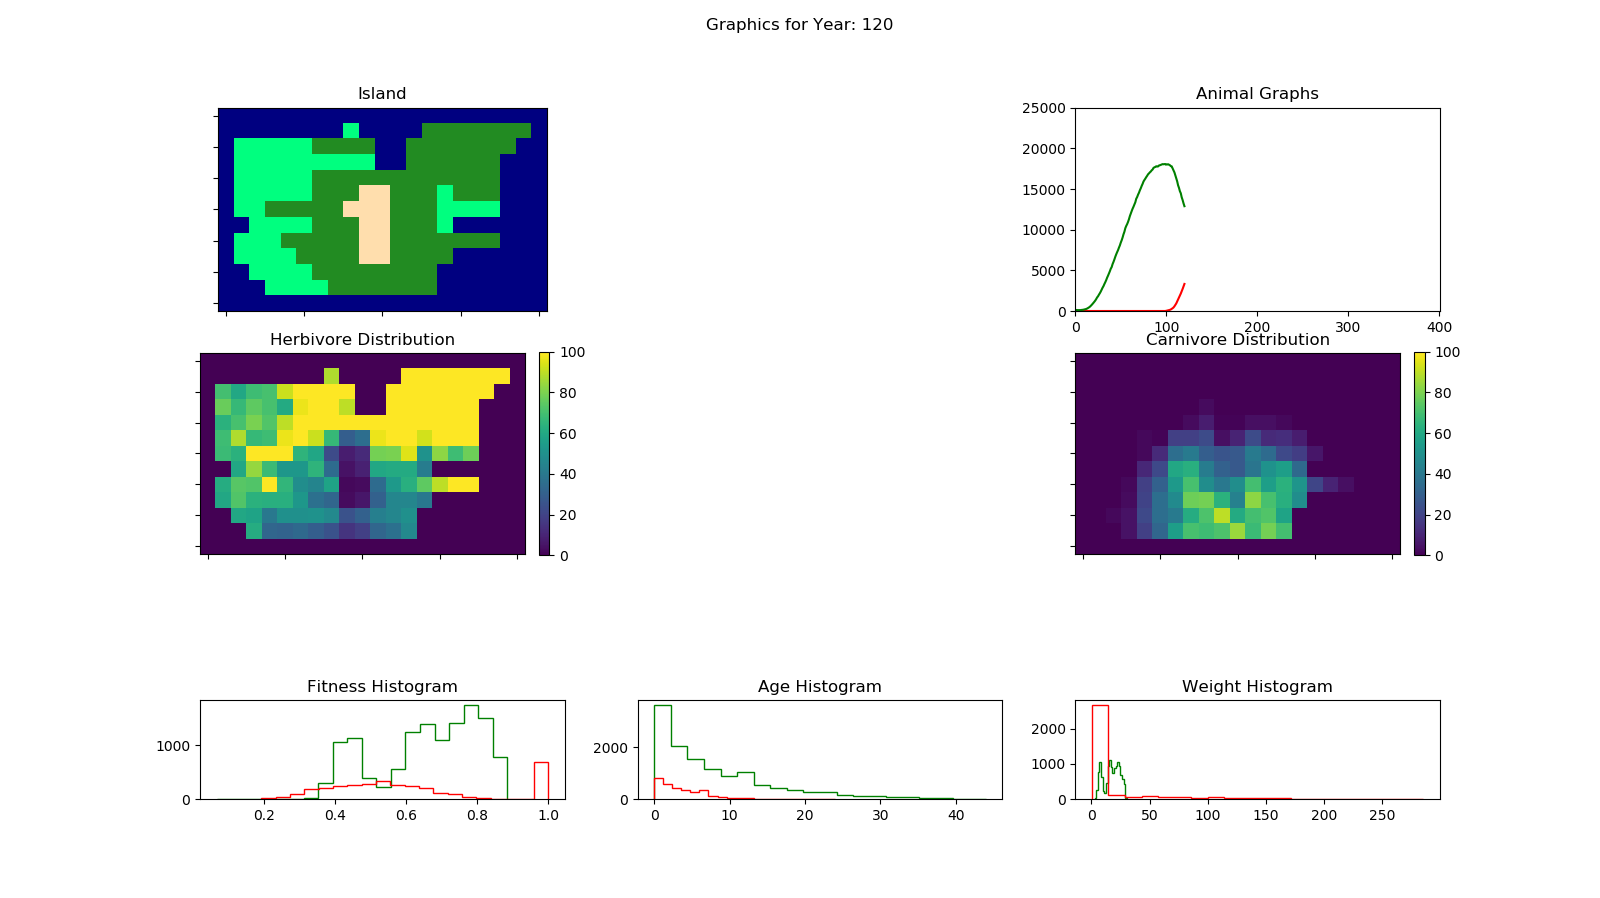 Graphics for Year: 120
Island
Animal Graphs
25000
20000
15000
10000
5000
0
0 100 200 300 400
Herbivore Distribution
100
80
60
40
20
0
Carnivore Distribution
100
80
60
40
20
0
Fitness Histogram
1000
0
0.2 0.4 0.6 0.8 1.0
Age Histogram
2000
0
0 10 20 30 40
Weight Histogram
2000
1000
0
0 50 100 150 200 250